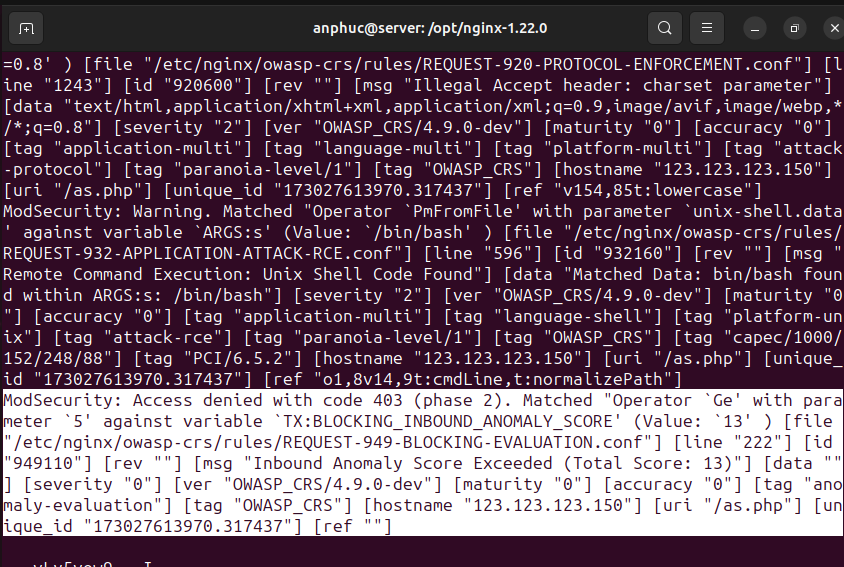 anphuc@server: /opt/nginx-1.22.0
=0.8' ) [file "/etc/nginx/owasp-crs/rules/REQUEST-920-PROTOCOL-ENFORCEMENT.conf"] [l
ine "1243"] [id "920600"] [rev ""] [msg "Illegal Accept header: charset parameter"]
[data "text/html,application/xhtml+xml,application/xml;q=0.9,image/avif,image/webp,*
/*;q=0.8"] [severity "2"] [ver "OWASP_CRS/4.9.0-dev"] [maturity "0"] [accuracy "0"]
[tag "application-multi"] [tag "language-multi"] [tag "platform-multi"] [tag "attack
-protocol"] [tag "paranoia-level/1"] [tag "OWASP_CRS"] [hostname "123.123.123.150"]
[uri "/as.php"] [unique_id "173027613970.317437"] [ref "v154,85t:lowercase"]
ModSecurity: Warning. Matched "Operator `PmFromFile' with parameter `unix-shell.data
' against variable `ARGS:s' (Value: `/bin/bash' ) [file "/etc/nginx/owasp-crs/rules/
REQUEST-932-APPLICATION-ATTACK-RCE.conf"] [line "596"] [id "932160"] [rev ""] [msg "
Remote Command Execution: Unix Shell Code Found"] [data "Matched Data: bin/bash foun
d within ARGS:s: /bin/bash"] [severity "2"] [ver "OWASP_CRS/4.9.0-dev"] [maturity "0
"] [accuracy "0"] [tag "application-multi"] [tag "language-shell"] [tag "platform-un
ix"] [tag "attack-rce"] [tag "paranoia-level/1"] [tag "OWASP_CRS"] [tag "capec/1000/
152/248/88"] [tag "PCI/6.5.2"] [hostname "123.123.123.150"] [uri "/as.php"] [unique_
id "173027613970.317437"] [ref "o1,8v14,9t:cmdLine,t:normalizePath"]
ModSecurity: Access denied with code 403 (phase 2). Matched "Operator `Ge' with para
meter `5' against variable `TX:BLOCKING_INBOUND_ANOMALY_SCORE' (Value: `13' ) [file
"/etc/nginx/owasp-crs/rules/REQUEST-949-BLOCKING-EVALUATION.conf"] [line "222"] [id
"949110"] [rev ""] [msg "Inbound Anomaly Score Exceeded (Total Score: 13)"] [data ""
] [severity "0"] [ver "OWASP_CRS/4.9.0-dev"] [maturity "0"] [accuracy "0"] [tag "ano
maly-evaluation"] [tag "OWASP_CRS"] [hostname "123.123.123.150"] [uri "/as.php"] [un
ique_id "173027613970.317437"] [ref ""]